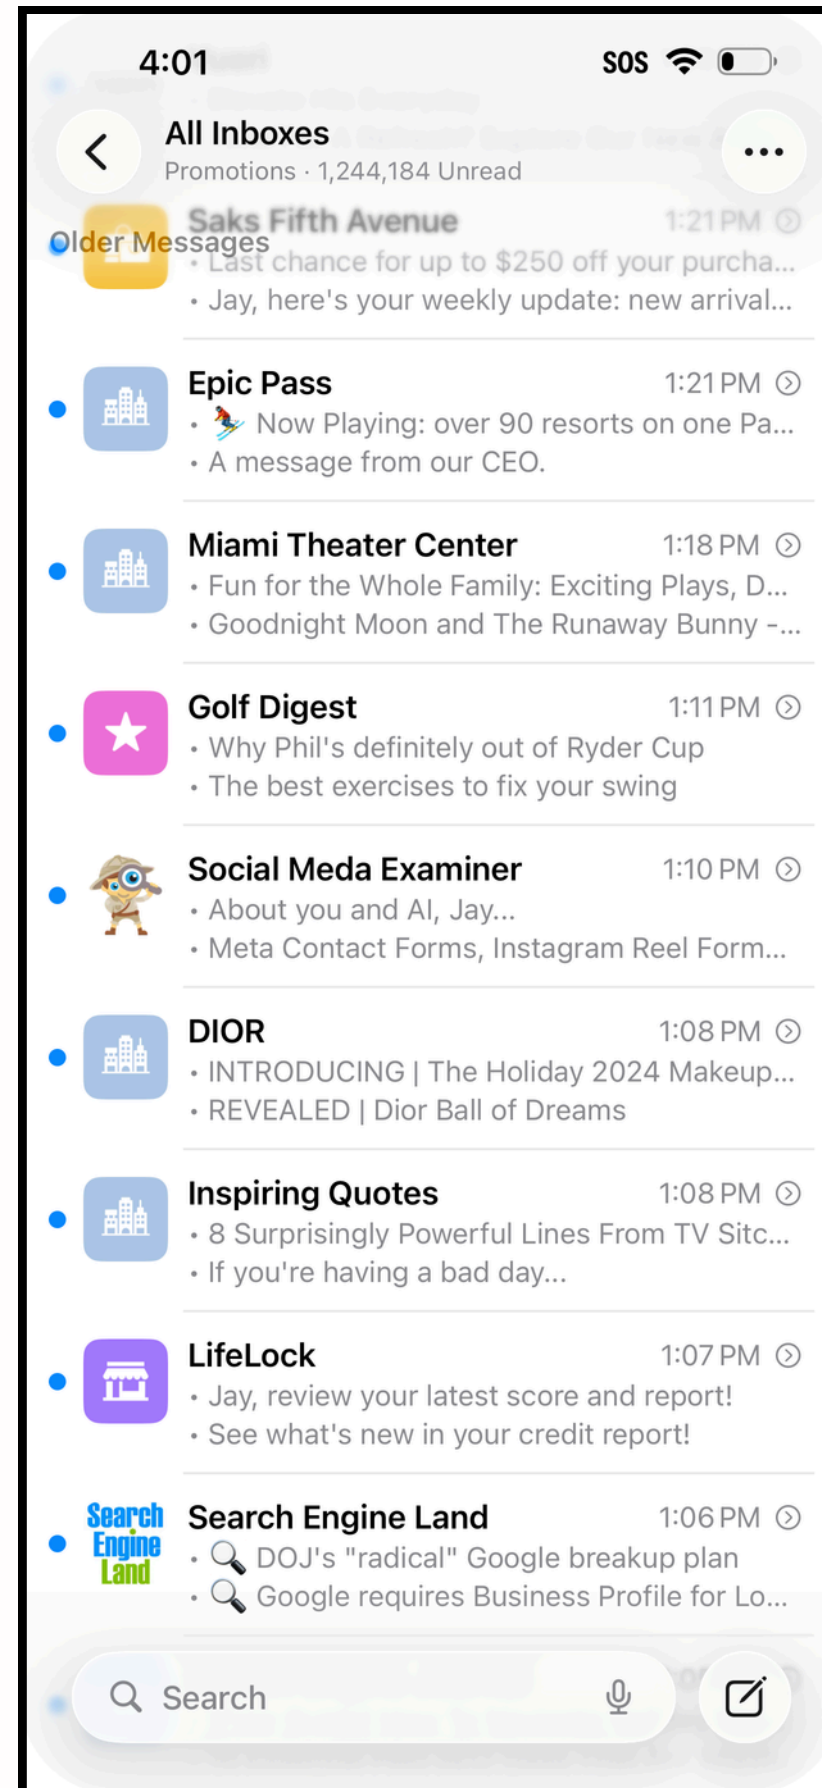 4:01
SOS
All Inboxes
Promotions · 1,244,184 Unread
Older Messages
Saks Fifth Avenue 1:21 PM
• Last chance for up to $250 off your purcha...
• Jay, here's your weekly update: new arrival...
Epic Pass 1:21 PM
• ⛷️ Now Playing: over 90 resorts on one Pa...
• A message from our CEO.
Miami Theater Center 1:18 PM
• Fun for the Whole Family: Exciting Plays, D...
• Goodnight Moon and The Runaway Bunny -...
Golf Digest 1:11 PM
• Why Phil's definitely out of Ryder Cup
• The best exercises to fix your swing
Social Meda Examiner 1:10 PM
• About you and AI, Jay...
• Meta Contact Forms, Instagram Reel Form...
DIOR 1:08 PM
• INTRODUCING | The Holiday 2024 Makeup...
• REVEALED | Dior Ball of Dreams
Inspiring Quotes 1:08 PM
• 8 Surprisingly Powerful Lines From TV Sitc...
• If you're having a bad day...
LifeLock 1:07 PM
• Jay, review your latest score and report!
• See what's new in your credit report!
Search
Engine
Land
Search Engine Land 1:06 PM
• 🔍 DOJ's "radical" Google breakup plan
• 🔍 Google requires Business Profile for Lo...
Search